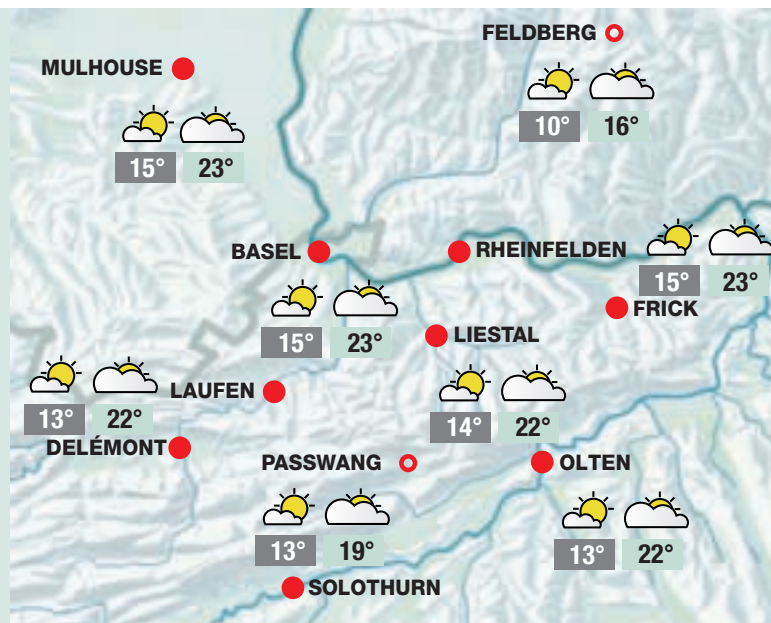 FELDBERG
MULHOUSE
10° 16°
15° 23°
BASEL
RHEINFELDEN
15° 23°
FRICK
15° 23°
LIESTAL
LAUFEN
13° 22°
14° 22°
DELÉMONT
PASSWANG
OLTEN
13° 19°
13° 22°
SOLOTHURN